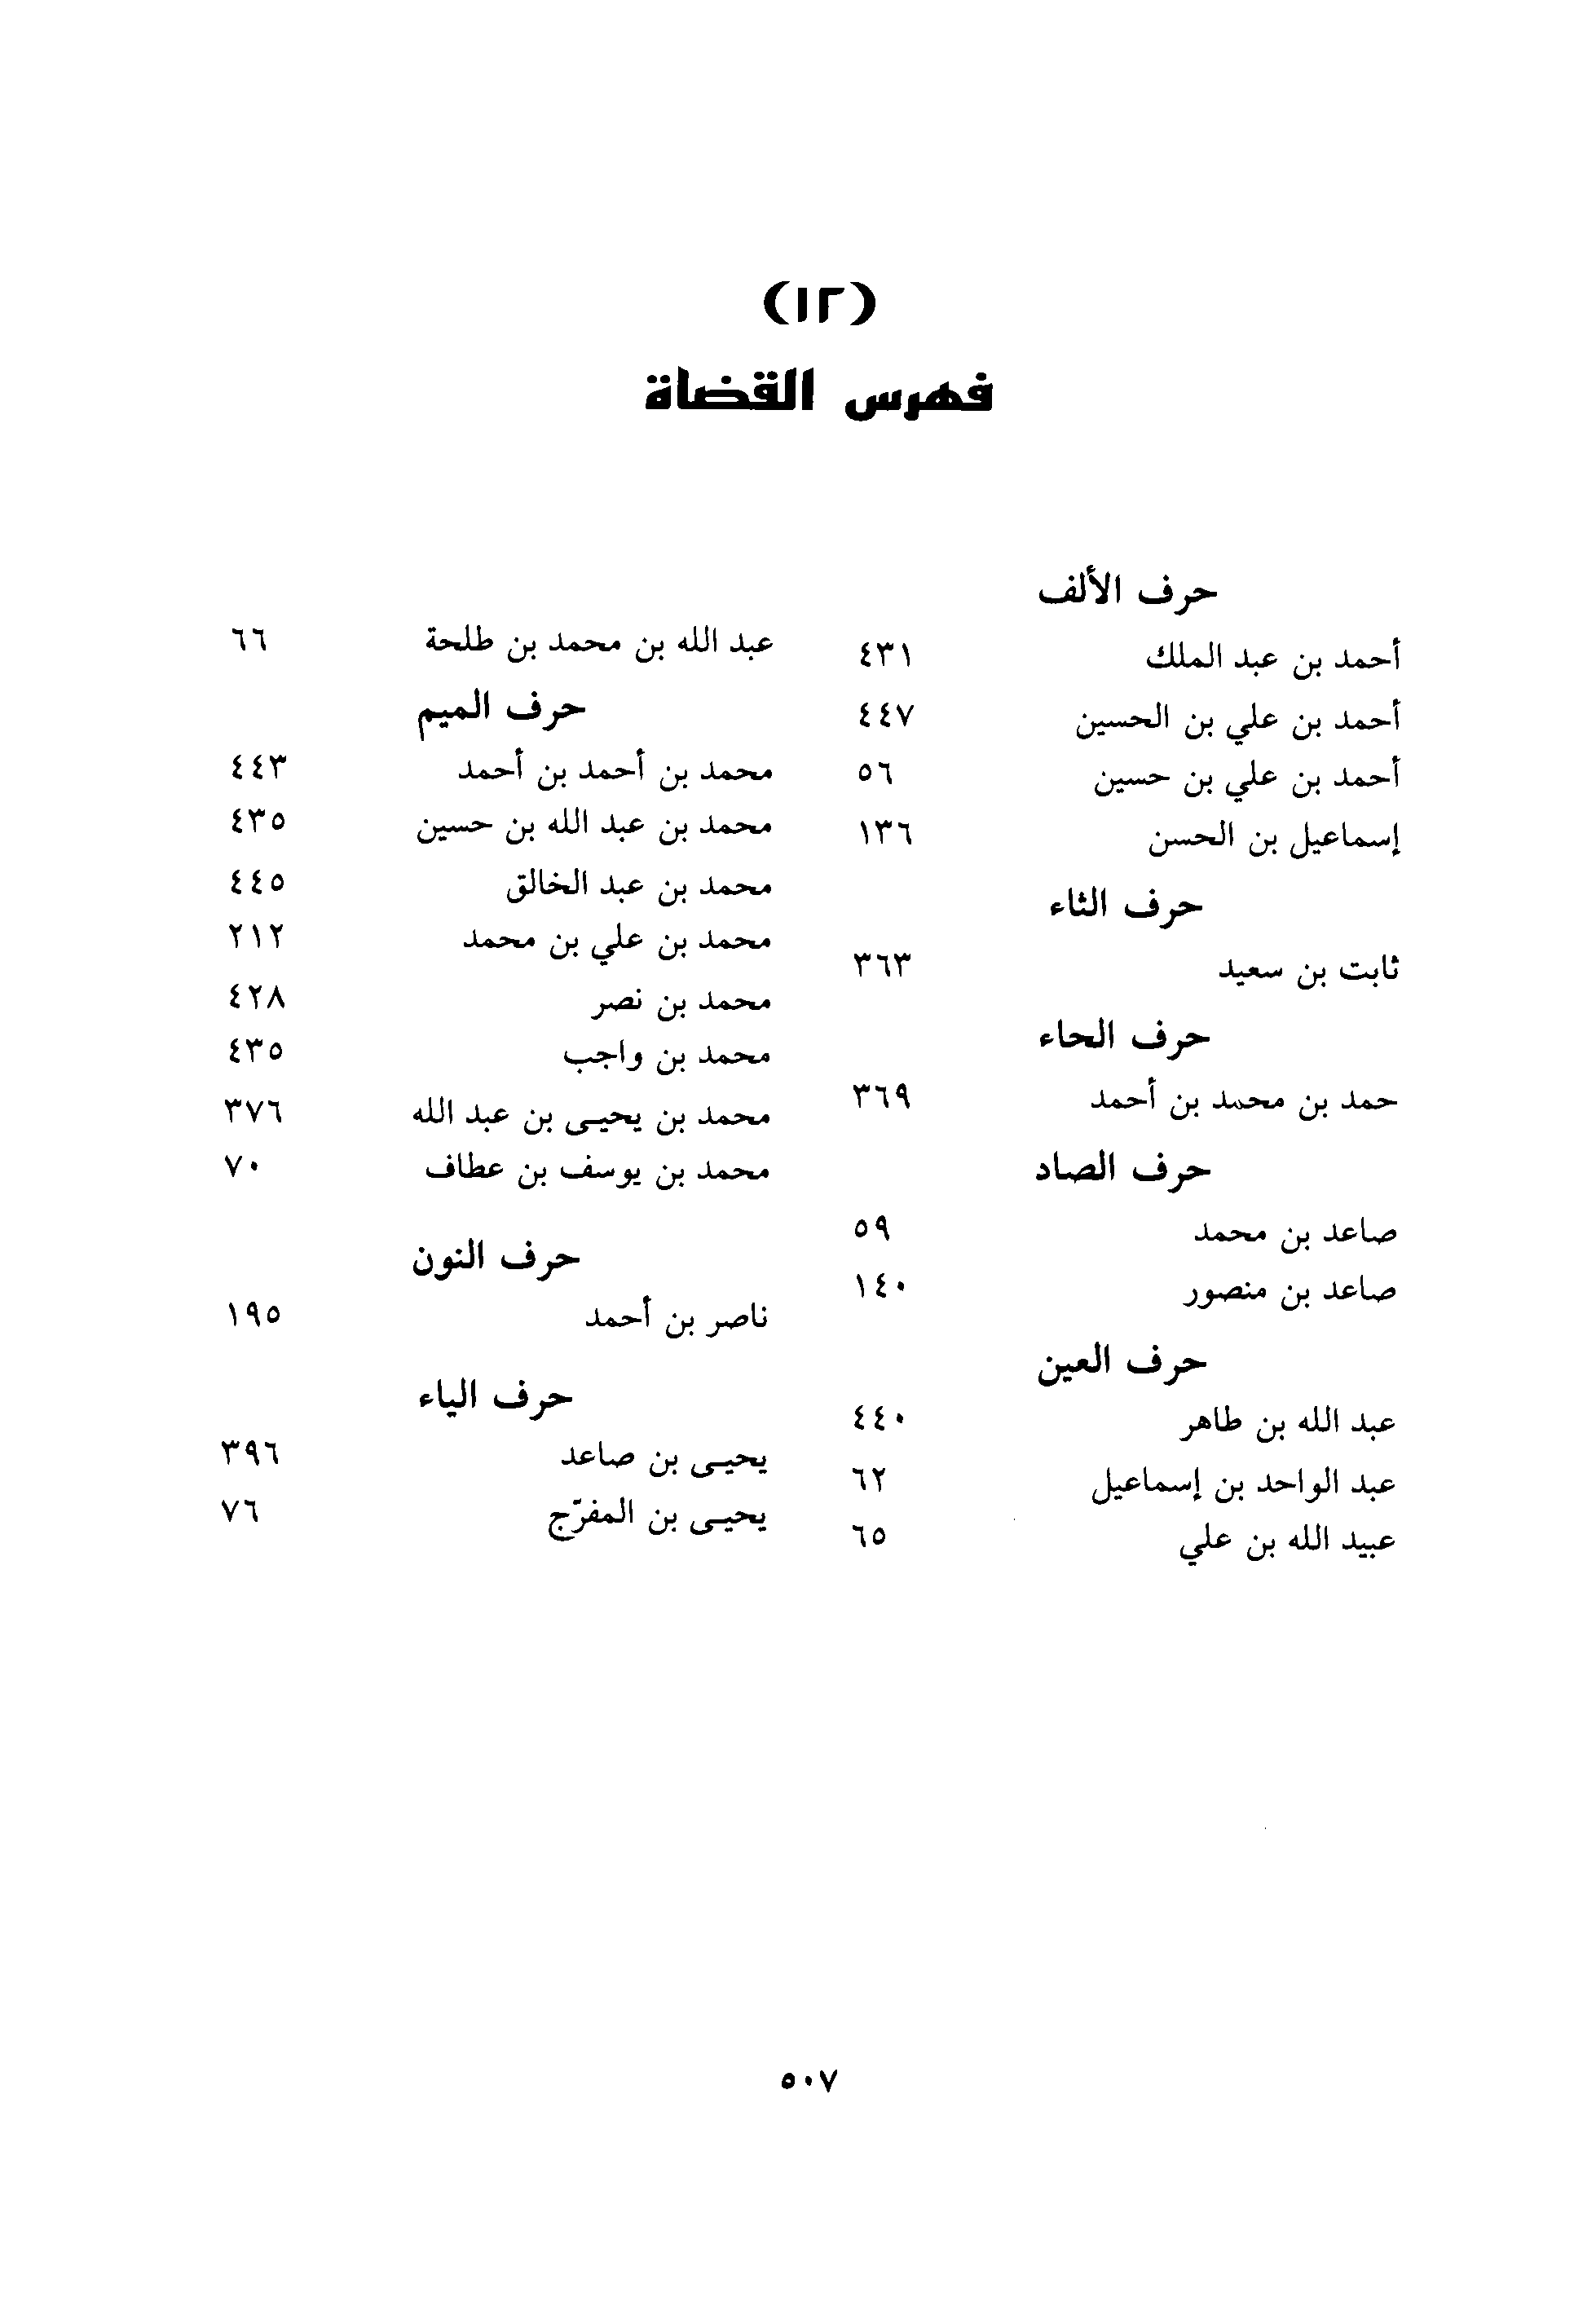 (١٢)
فهرس القضاة
حرف الألف
أحمد بن عبد الملك ٤٣١
أحمد بن علي بن الحسين ٤٤٧
أحمد بن علي بن حسين ٥٦
إسماعيل بن الحسن ١٣٦
حرف الثاء
ثابت بن سعيد ٣٦٣
حرف الحاء
حمد بن محمد بن أحمد ٣٦٩
حرف الصاد
صاعد بن محمد ٥٩
صاعد بن منصور ١٤٠
حرف العين
عبد الله بن طاهر ٤٤٠
عبد الواحد بن إسماعيل ٦٢
عبيد الله بن علي ٦٥
عبد الله بن محمد بن طلحة ٦٦
حرف الميم
محمد بن أحمد بن أحمد ٤٤٣
محمد بن عبد الله بن حسين ٤٣٥
محمد بن عبد الخالق ٤٤٥
محمد بن علي بن محمد ٢١٢
محمد بن نصر ٤٢٨
محمد بن واجب ٤٣٥
محمد بن يحيى بن عبد الله ٣٧٦
محمد بن يوسف بن عطاف ٧٠
حرف النون
ناصر بن أحمد ١٩٥
حرف الياء
يحيى بن صاعد ٣٩٦
يحيى بن المفرّج ٧٦
٥٠٧